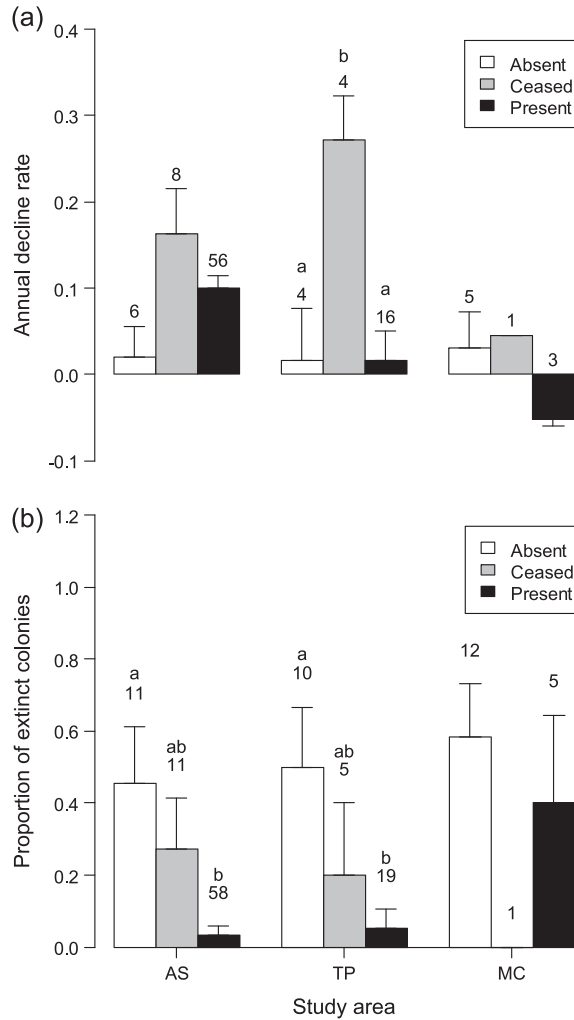 (a)
0.4
0.3
0.2
0.1
0.0
-0.1
Annual decline rate
Absent
Ceased
Present
6
8
56
a
4
b
4
a
16
5
1
3
(b)
1.2
1.0
0.8
0.6
0.4
0.2
0.0
Proportion of extinct colonies
Absent
Ceased
Present
a
11
ab
11
b
58
a
10
ab
5
b
19
12
1
5
AS
TP
MC
Study area